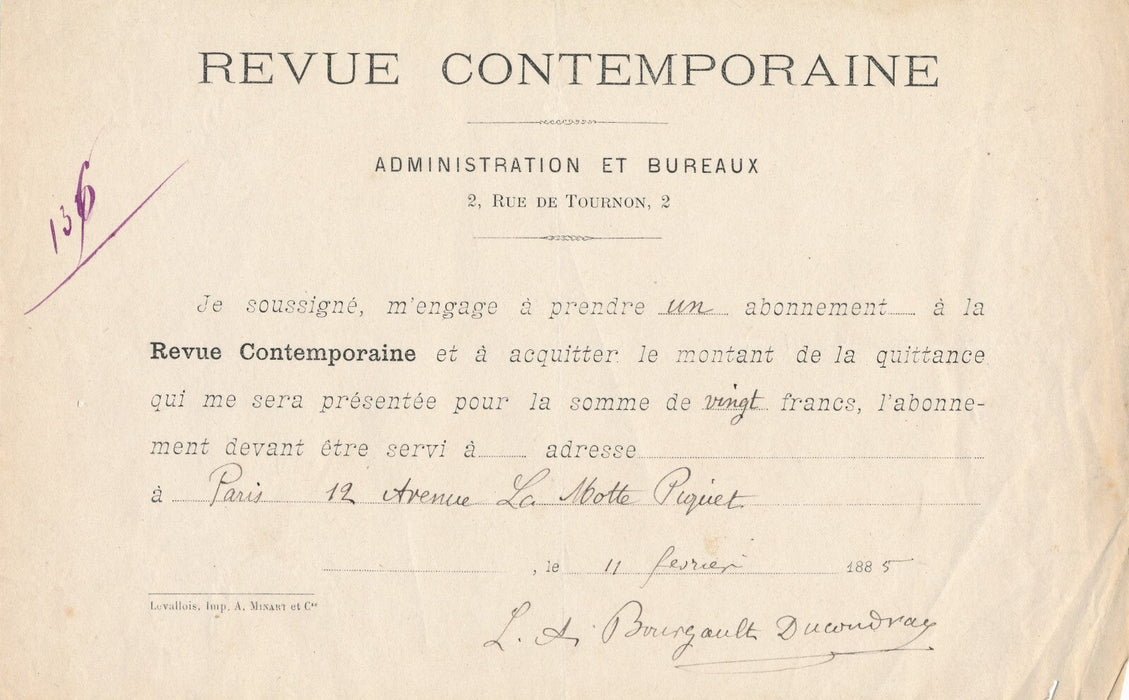 REVUE CONTEMPORAINE
ADMINISTRATION ET BUREAUX
2, RUE DE TOURNON, 2
136
Je soussigné, m'engage à prendre un abonnement à la
Revue Contemporaine et à acquitter le montant de la quittance
qui me sera présentée pour la somme de vingt francs, l'abonne-
ment devant être servi à adresse
à Paris 12 Avenue La Motte Piquet
, le 11 fevrier 1885
Levallois, Imp. A. MINART et Cie
L. A. Bourgault Ducoudray